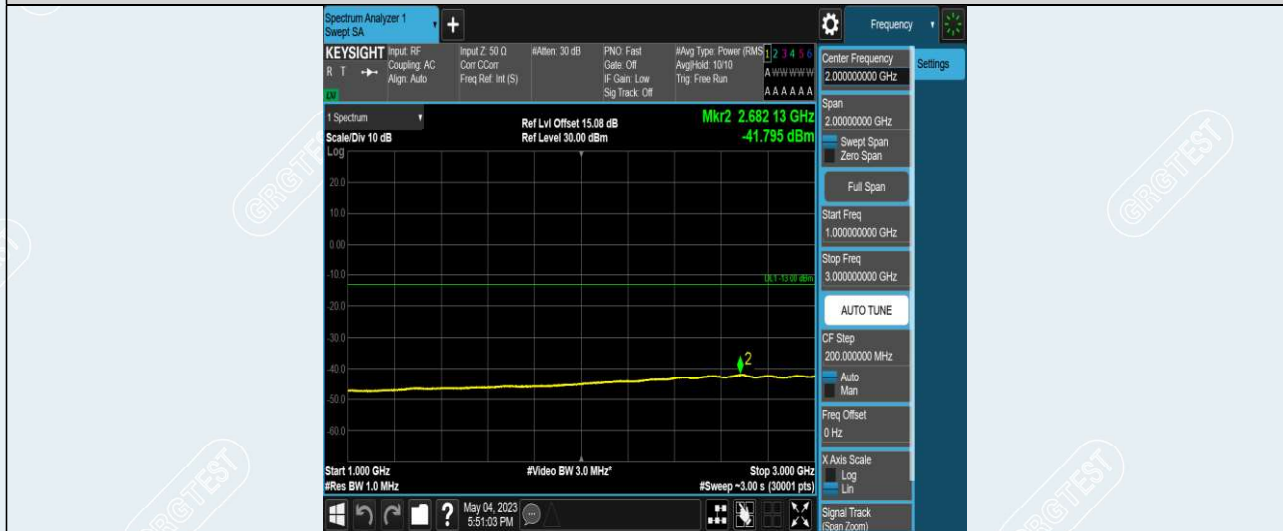 Spectrum Analyzer 1
Swept SA
+
Frequency
KEYSIGHT
R T
Input: RF
Coupling: AC
Align: Auto
Input Z: 50 Ω
Corr CCorr
Freq Ref: Int (S)
#Atten: 30 dB
PNO: Fast
Gate: Off
IF Gain: Low
Sig Track: Off
#Avg Type: Power (RMS
Avg|Hold: 10/10
Trig: Free Run
1 2 3 4 5 6
A W W W W W
A A A A A A
1 Spectrum
Scale/Div 10 dB
Log
Ref Lvl Offset 15.08 dB
Ref Level 30.00 dBm
Mkr2 2.682 13 GHz
-41.795 dBm
20.0
10.0
0.00
-10.0
DL1 -13.00 dBm
-20.0
-30.0
-40.0
2
-50.0
-60.0
Start 1.000 GHz
#Res BW 1.0 MHz
#Video BW 3.0 MHz*
Stop 3.000 GHz
#Sweep ~3.00 s (30001 pts)
?
May 04, 2023
5:51:03 PM
Center Frequency
2.000000000 GHz
Settings
Span
2.00000000 GHz
Swept Span
Zero Span
Full Span
Start Freq
1.000000000 GHz
Stop Freq
3.000000000 GHz
AUTO TUNE
CF Step
200.000000 MHz
Auto
Man
Freq Offset
0 Hz
X Axis Scale
Log
Lin
Signal Track
(Span Zoom)
GRGTEST
GRGTEST
GRGTEST
GRGTEST